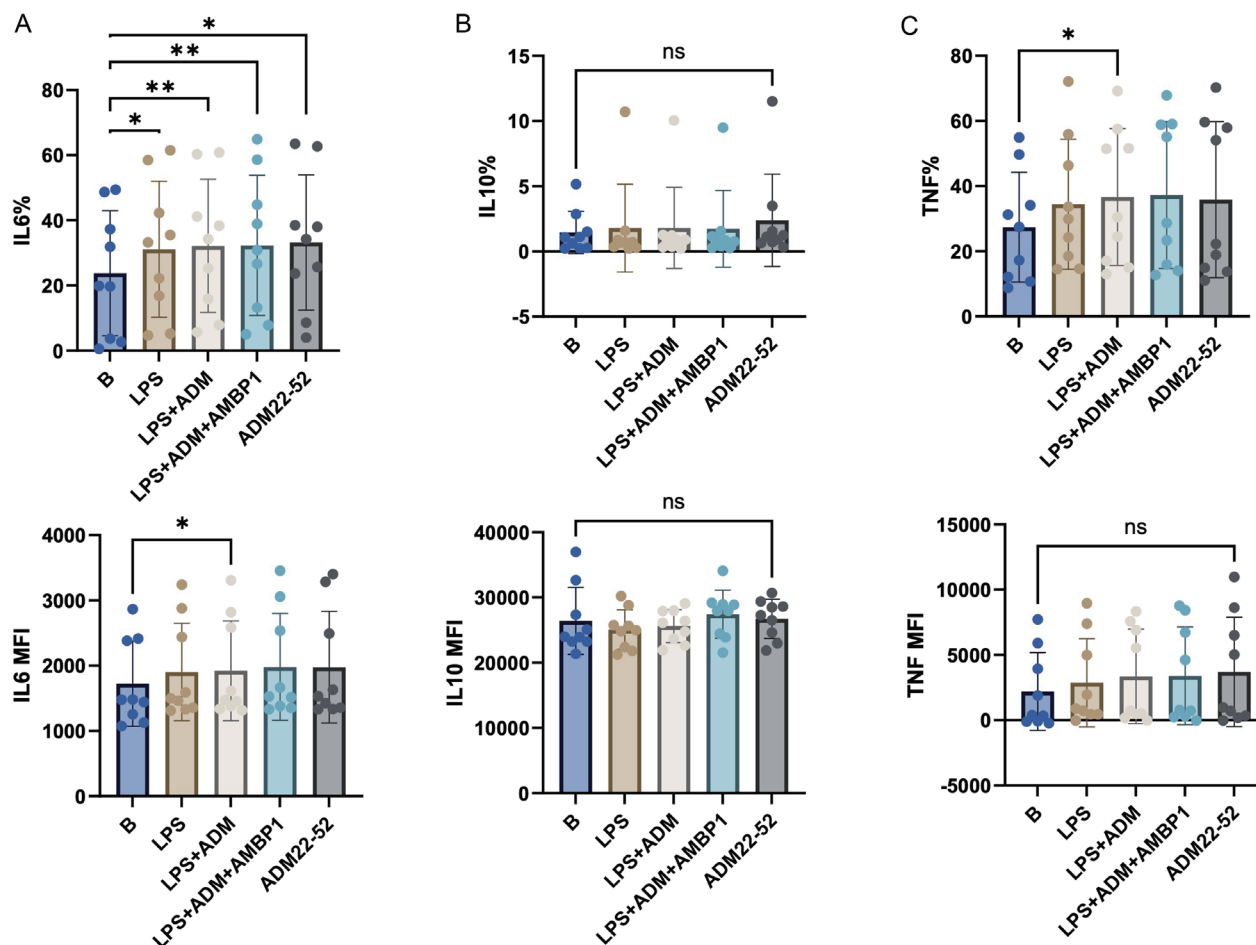 A
*
**
**
*
80
60
40
20
0
IL6%
B
LPS
LPS+ADM
LPS+ADM+AMBP1
ADM22-52
B
ns
15
10
5
0
-5
IL10%
B
LPS
LPS+ADM
LPS+ADM+AMBP1
ADM22-52
C
*
80
60
40
20
0
TNF%
B
LPS
LPS+ADM
LPS+ADM+AMBP1
ADM22-52
*
4000
3000
2000
1000
0
IL6 MFI
B
LPS
LPS+ADM
LPS+ADM+AMBP1
ADM22-52
ns
40000
30000
20000
10000
0
IL10 MFI
B
LPS
LPS+ADM
LPS+ADM+AMBP1
ADM22-52
ns
15000
10000
5000
0
-5000
TNF MFI
B
LPS
LPS+ADM
LPS+ADM+AMBP1
ADM22-52